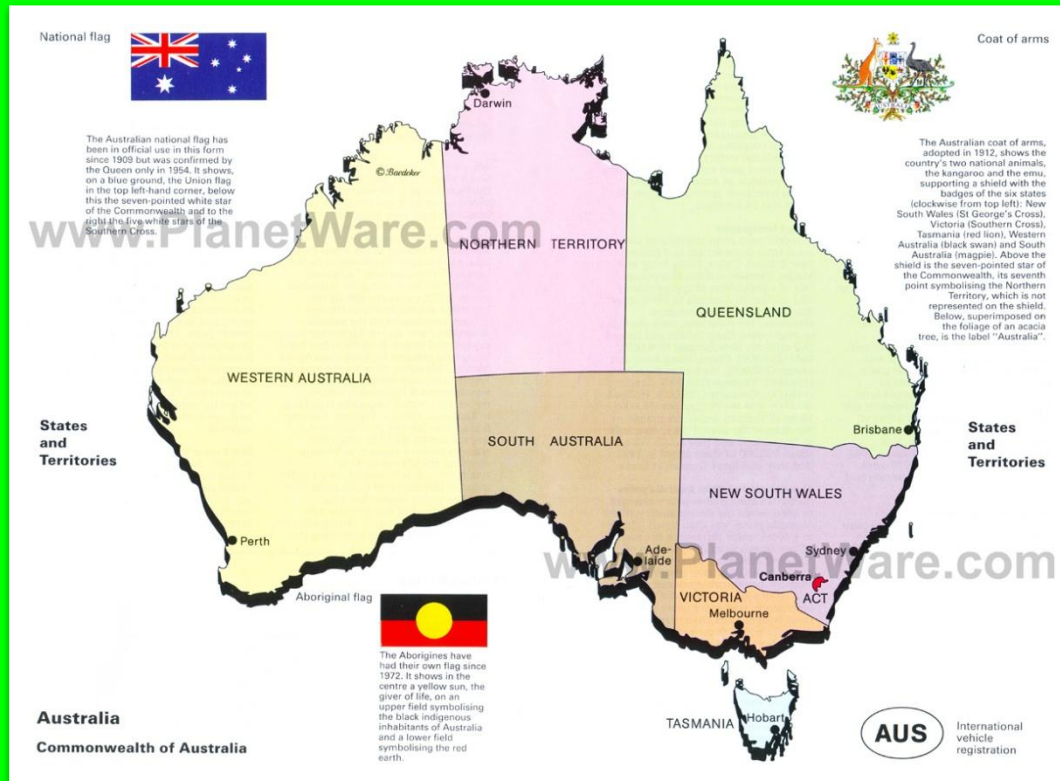 National flag
The Australian national flag has
been in official use in this form
since 1909 but was confirmed by
the Queen only in 1954. It shows,
on a blue ground, the Union flag
in the top left-hand corner, below
this the seven-pointed white star
of the Commonwealth and to the
right the five white stars of the
Southern Cross.
Coat of arms
AUSTRALIA
The Australian coat of arms,
adopted in 1912, shows the
country's two national animals,
the kangaroo and the emu,
supporting a shield with the
badges of the six states
(clockwise from top left): New
South Wales (St George's Cross),
Victoria (Southern Cross),
Tasmania (red lion), Western
Australia (black swan) and South
Australia (magpie). Above the
shield is the seven-pointed star of
the Commonwealth, its seventh
point symbolising the Northern
Territory, which is not
represented on the shield.
Below, superimposed on
the foliage of an acacia
tree, is the label "Australia".
Darwin
© Baedeker
www.PlanetWare.com
NORTHERN TERRITORY
QUEENSLAND
WESTERN AUSTRALIA
States
and
Territories
SOUTH AUSTRALIA
Brisbane
States
and
Territories
NEW SOUTH WALES
Perth
Ade-
laide
Sydney
www.PlanetWare.com
Canberra
VICTORIA
ACT
Melbourne
Aboriginal flag
The Aborigines have
had their own flag since
1972. It shows in the
centre a yellow sun, the
giver of life, on an
upper field symbolising
the black indigenous
inhabitants of Australia
and a lower field
symbolising the red
earth.
TASMANIA
Hobart
Australia
Commonwealth of Australia
AUS
International
vehicle
registration